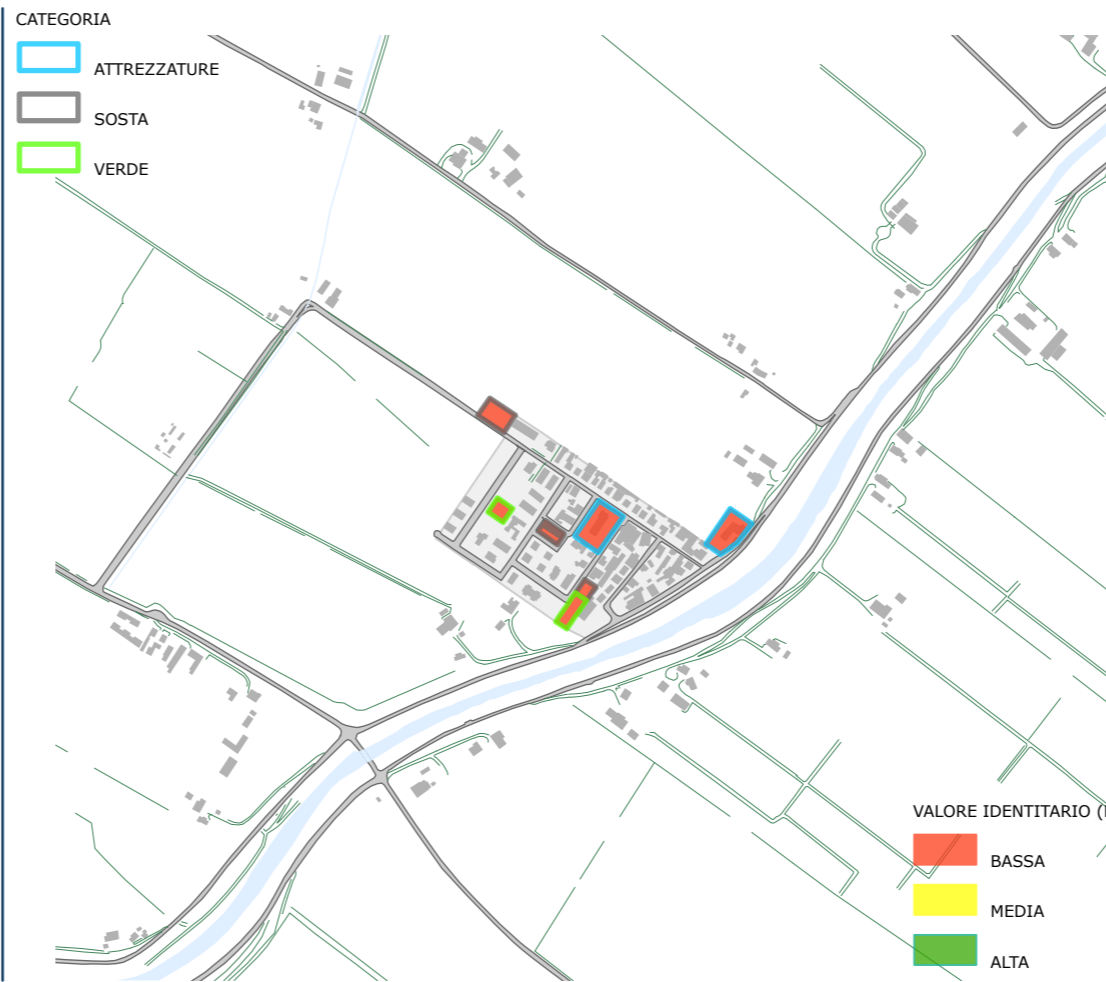 CATEGORIA
ATTREZZATURE
SOSTA
VERDE
VALORE IDENTITARIO (
BASSA
MEDIA
ALTA